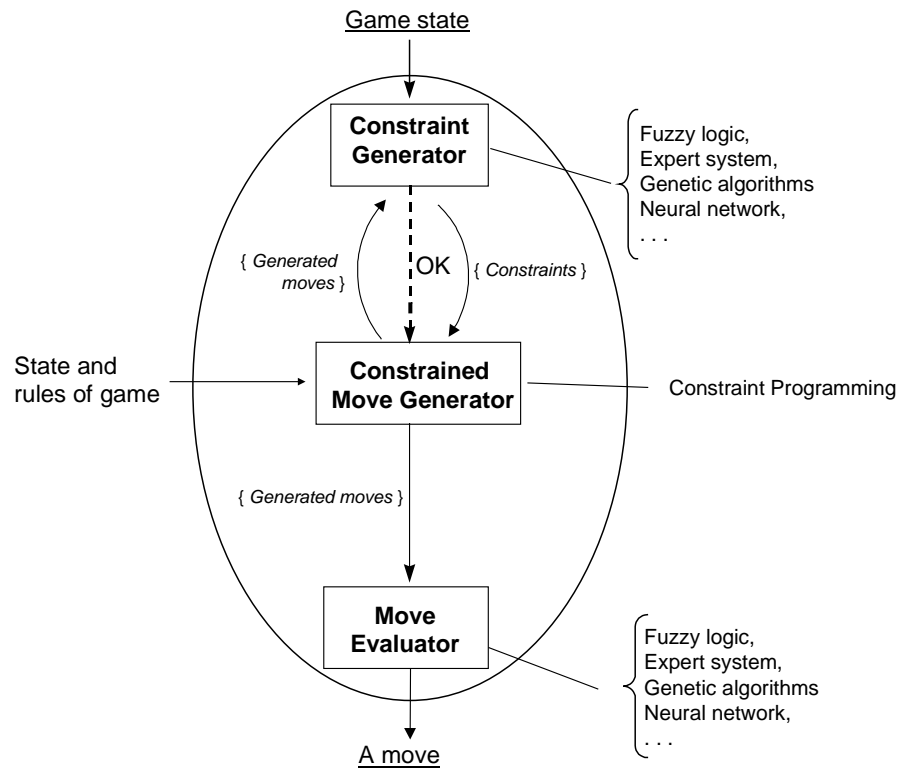 Game state
Constraint
Generator
Fuzzy logic,
Expert system,
Genetic algorithms
Neural network,
. . .
{ Generated
moves }
OK
{ Constraints }
State and
rules of game
Constrained
Move Generator
Constraint Programming
{ Generated moves }
Move
Evaluator
Fuzzy logic,
Expert system,
Genetic algorithms
Neural network,
. . .
A move